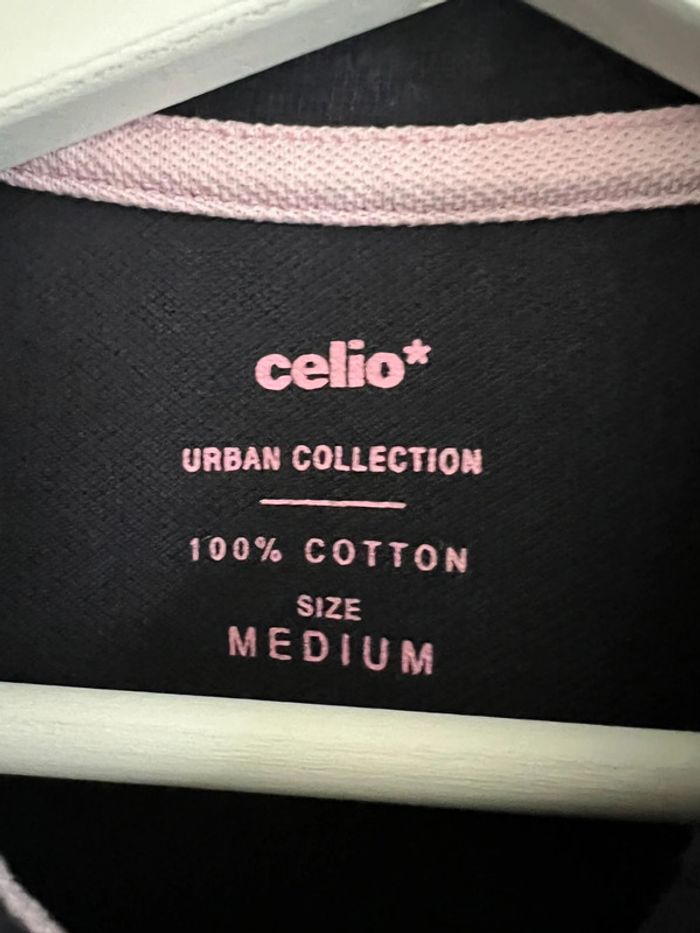 celio*
URBAN COLLECTION
100% COTTON
SIZE
MEDIUM